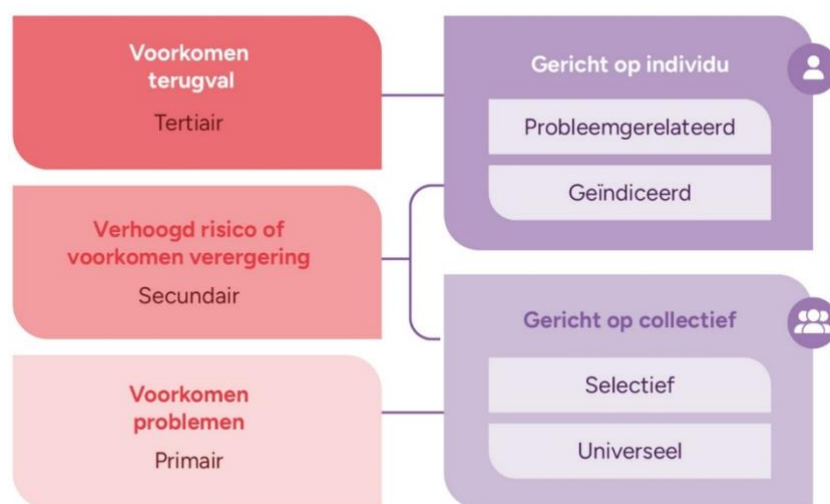 Voorkomen
terugval
Tertiair
Verhoogd risico of
voorkomen verergering
Secundair
Voorkomen
problemen
Primair
Gericht op individu
Probleemgerelateerd
Geïndiceerd
Gericht op collectief
Selectief
Universeel